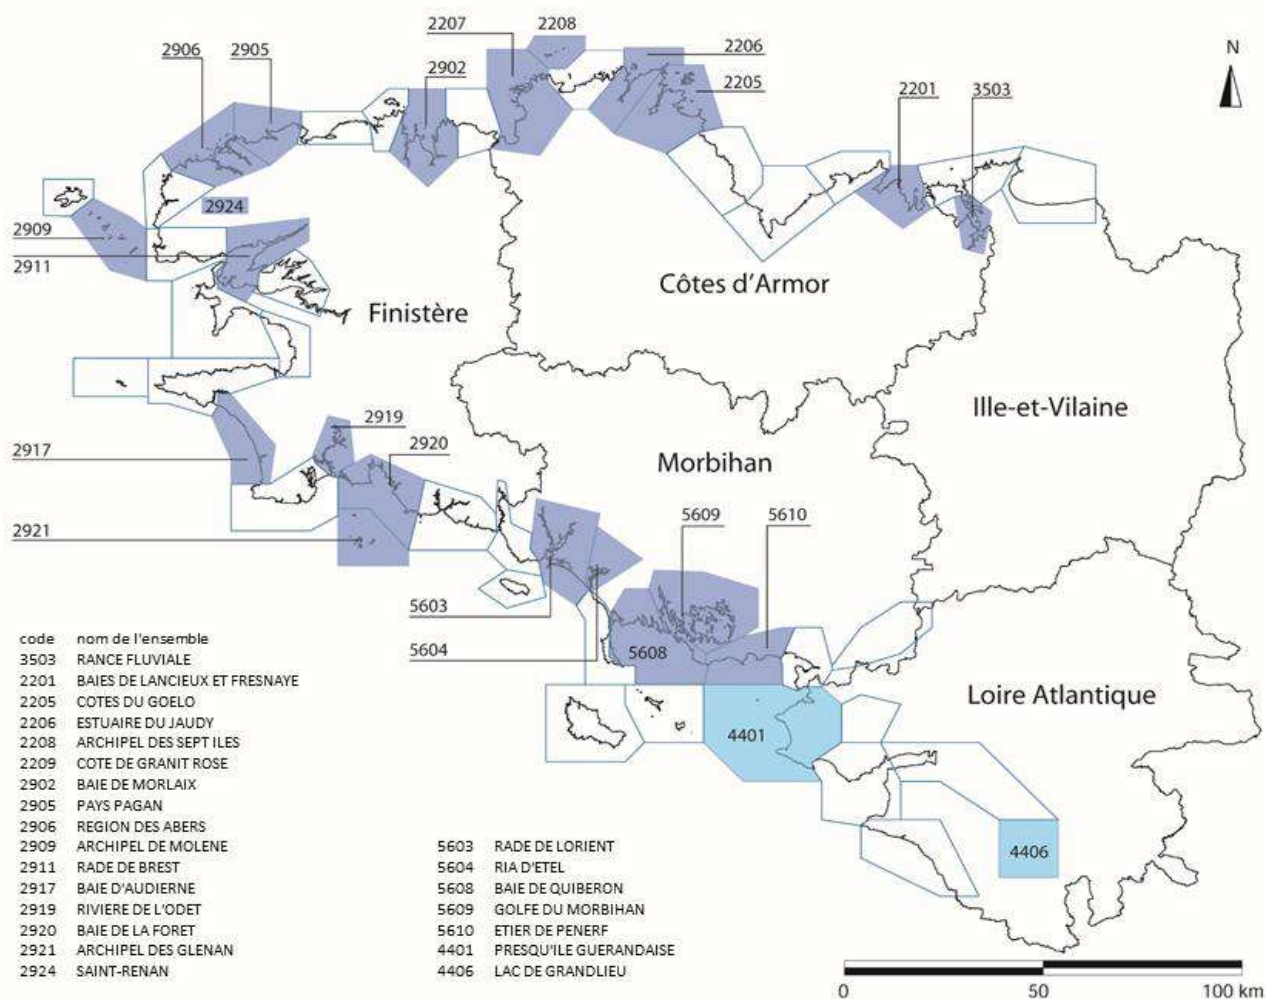 2208
2207
2206
2906
2905
2902
2205
2201
3503
N
2924
2909
2911
Côtes d'Armor
Finistère
Ille-et-Vilaine
2919
2920
2917
Morbihan
5609
5610
2921
5603
5604
5608
Loire Atlantique
4401
4406
code nom de l'ensemble
3503 RANCE FLUVIALE
2201 BAIES DE LANCIEUX ET FRESNAYE
2205 COTES DU GOELO
2206 ESTUAIRE DU JAUDY
2208 ARCHIPEL DES SEPT ILES
2209 COTE DE GRANIT ROSE
2902 BAIE DE MORLAIX
2905 PAYS PAGAN
2906 REGION DES ABERS
2909 ARCHIPEL DE MOLENE
2911 RADE DE BREST
2917 BAIE D'AUDIERNE
2919 RIVIERE DE L'ODET
2920 BAIE DE LA FORET
2921 ARCHIPEL DES GLENAN
2924 SAINT-RENAN
5603 RADE DE LORIENT
5604 RIA D'ETEL
5608 BAIE DE QUIBERON
5609 GOLFE DU MORBIHAN
5610 ETIER DE PENERF
4401 PRESQU'ILE GUERANDAISE
4406 LAC DE GRANDLIEU
0 50 100 km